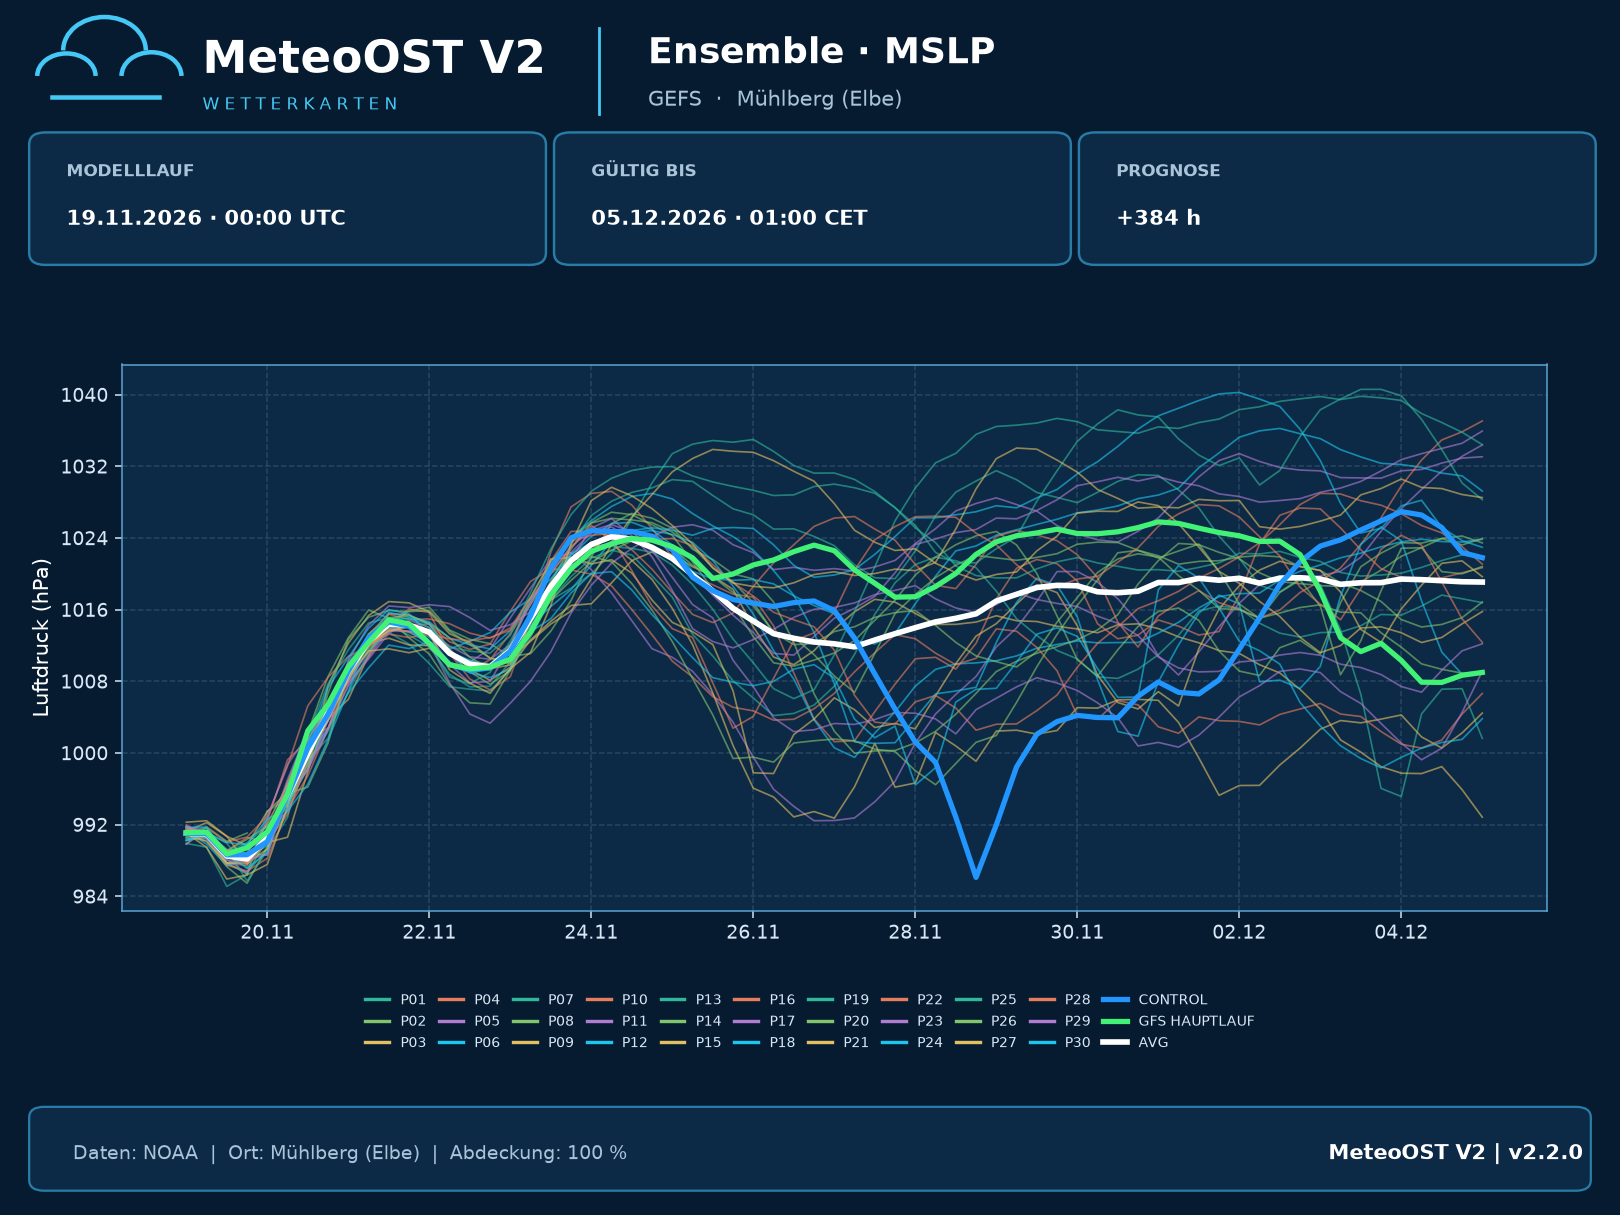 MeteoOST V2
WETTERKARTEN
Ensemble · MSLP
GEFS · Mühlberg (Elbe)
MODELLLAUF
19.11.2026 · 00:00 UTC
GÜLTIG BIS
05.12.2026 · 01:00 CET
PROGNOSE
+384 h
Luftdruck (hPa)
1040
1032
1024
1016
1008
1000
992
984
20.11 22.11 24.11 26.11 28.11 30.11 02.12 04.12
P01 P04 P07 P10 P13 P16 P19 P22 P25 P28 CONTROL
P02 P05 P08 P11 P14 P17 P20 P23 P26 P29 GFS HAUPTLAUF
P03 P06 P09 P12 P15 P18 P21 P24 P27 P30 AVG
Daten: NOAA | Ort: Mühlberg (Elbe) | Abdeckung: 100 %
MeteoOST V2 | v2.2.0